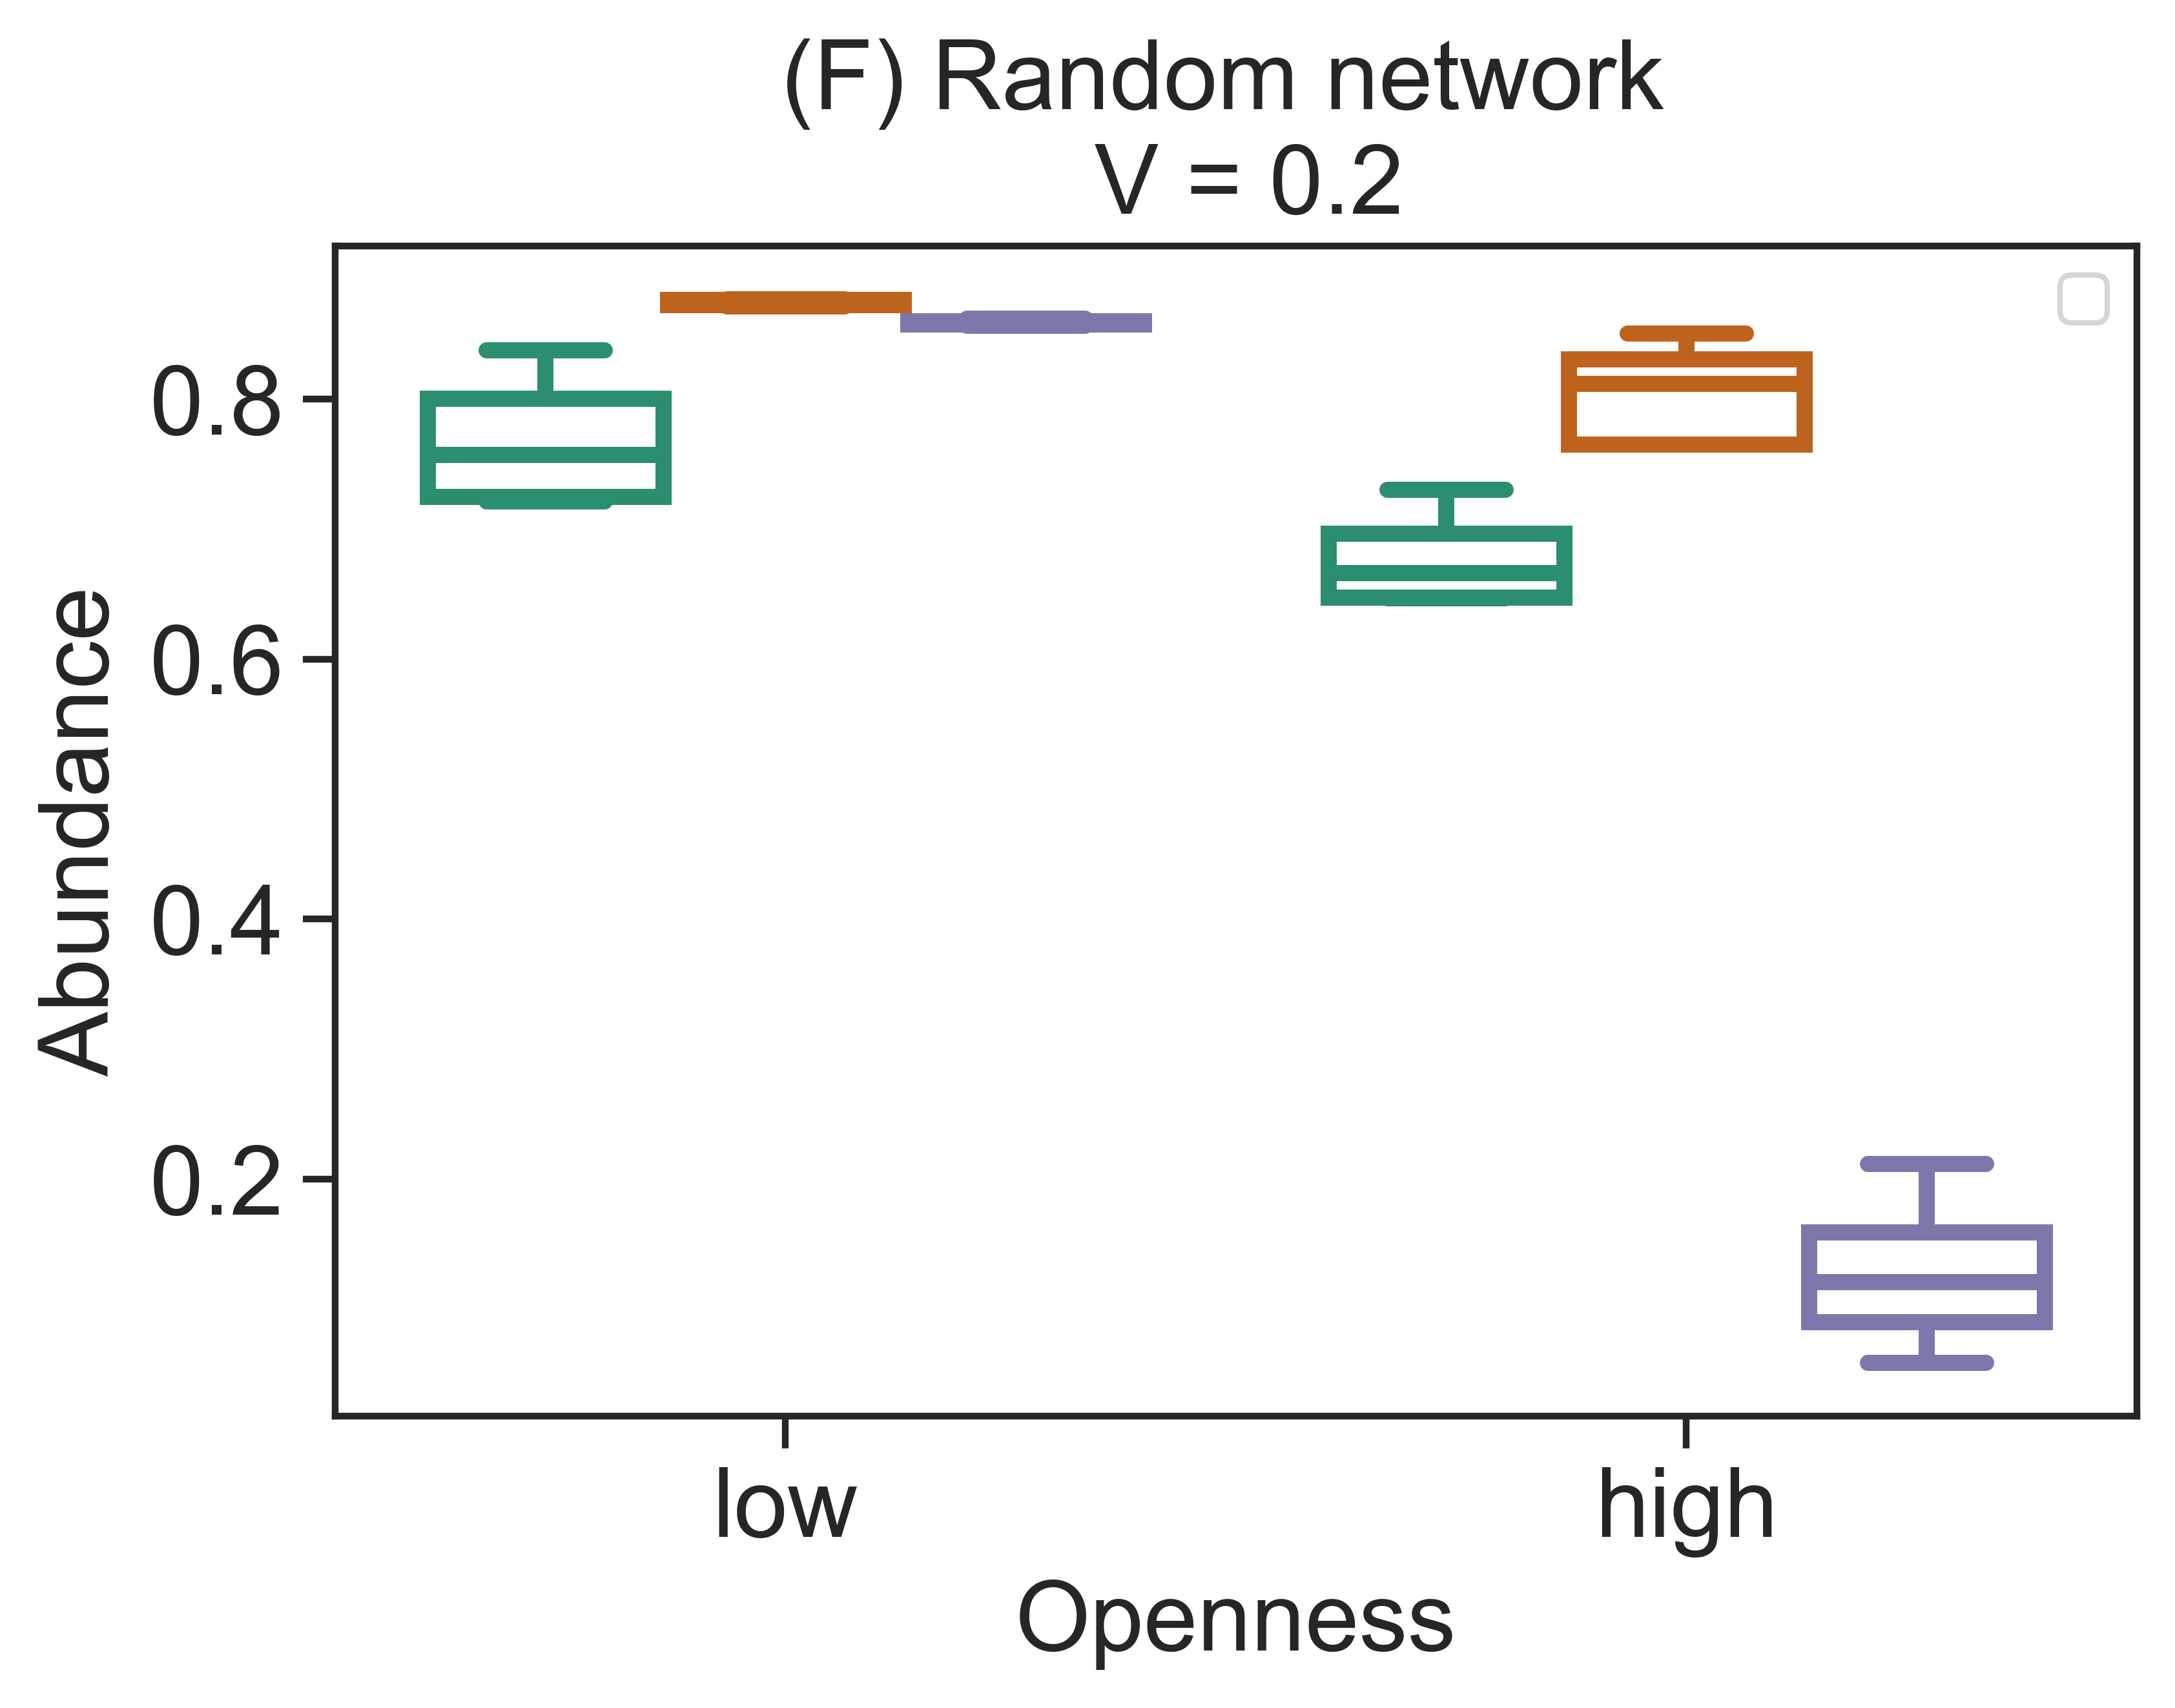 (F) Random network
V = 0.2
0.8
0.6
0.4
0.2
Abundance
low
high
Openness